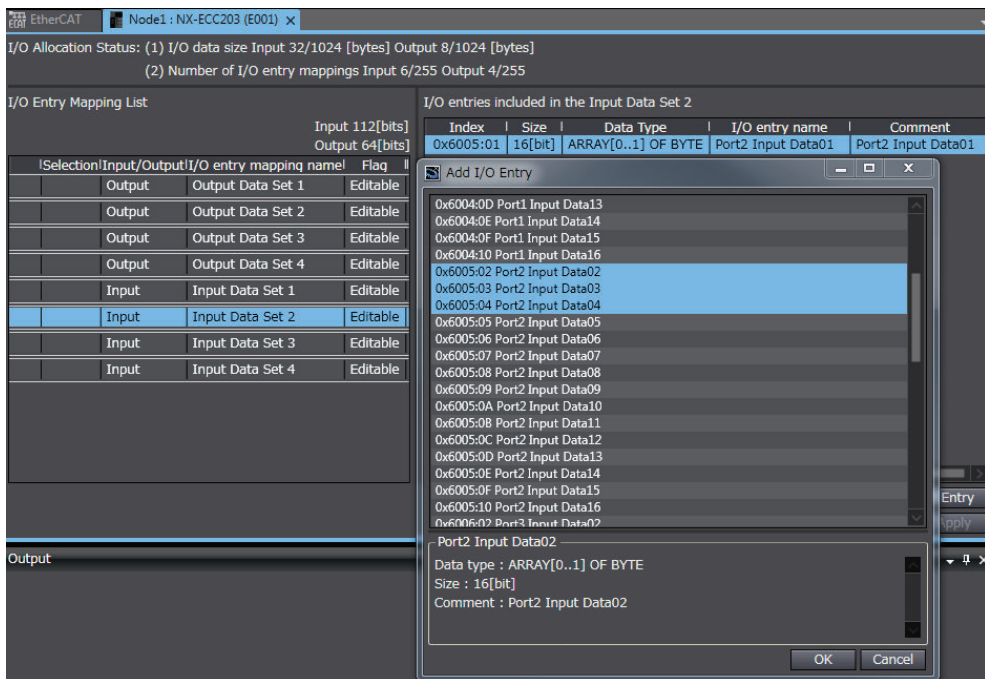 EtherCAT
Node1 : NX-ECC203 (E001)
I/O Allocation Status: (1) I/O data size Input 32/1024 [bytes] Output 8/1024 [bytes]
(2) Number of I/O entry mappings Input 6/255 Output 4/255
I/O Entry Mapping List
Input 112[bits]
Output 64[bits]
Selection Input/Output I/O entry mapping name Flag
Output Output Data Set 1 Editable
Output Output Data Set 2 Editable
Output Output Data Set 3 Editable
Output Output Data Set 4 Editable
Input Input Data Set 1 Editable
Input Input Data Set 2 Editable
Input Input Data Set 3 Editable
Input Input Data Set 4 Editable
I/O entries included in the Input Data Set 2
Index Size Data Type I/O entry name Comment
0x6005:01 16[bit] ARRAY[0..1] OF BYTE Port2 Input Data01 Port2 Input Data01
Add I/O Entry
0x6004:0D Port1 Input Data13
0x6004:0E Port1 Input Data14
0x6004:0F Port1 Input Data15
0x6004:10 Port1 Input Data16
0x6005:02 Port2 Input Data02
0x6005:03 Port2 Input Data03
0x6005:04 Port2 Input Data04
0x6005:05 Port2 Input Data05
0x6005:06 Port2 Input Data06
0x6005:07 Port2 Input Data07
0x6005:08 Port2 Input Data08
0x6005:09 Port2 Input Data09
0x6005:0A Port2 Input Data10
0x6005:0B Port2 Input Data11
0x6005:0C Port2 Input Data12
0x6005:0D Port2 Input Data13
0x6005:0E Port2 Input Data14
0x6005:0F Port2 Input Data15
0x6005:10 Port2 Input Data16
0x6006:02 Port3 Input Data02
Port2 Input Data02
Data type : ARRAY[0..1] OF BYTE
Size : 16[bit]
Comment : Port2 Input Data02
OK Cancel
Entry
Apply
Output